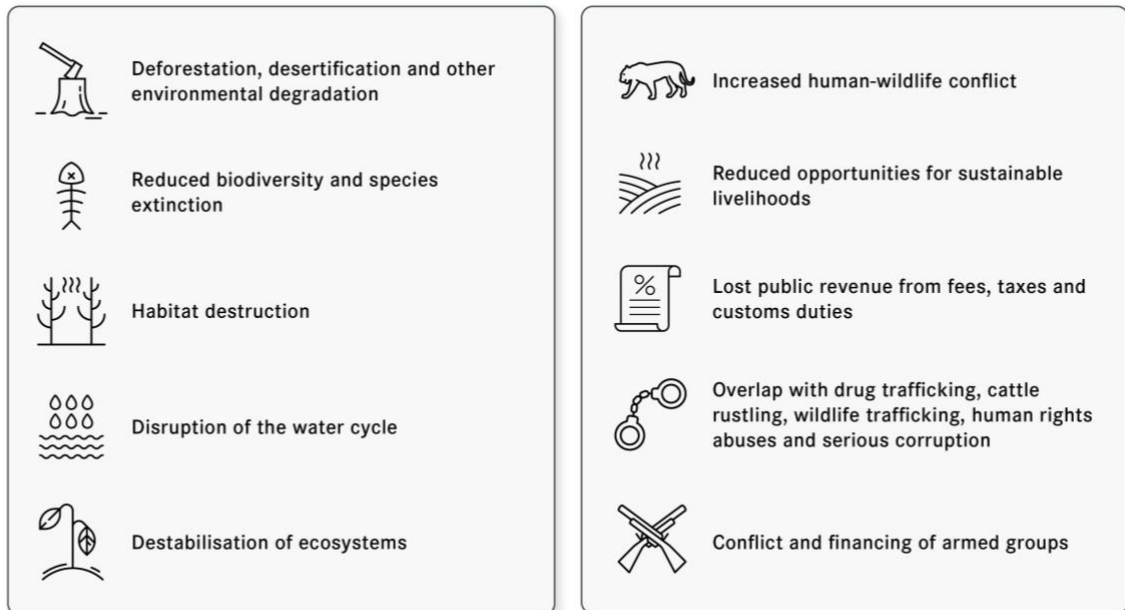 Deforestation, desertification and other
environmental degradation
Reduced biodiversity and species
extinction
Habitat destruction
Disruption of the water cycle
Destabilisation of ecosystems
Increased human-wildlife conflict
Reduced opportunities for sustainable
livelihoods
%
Lost public revenue from fees, taxes and
customs duties
Overlap with drug trafficking, cattle
rustling, wildlife trafficking, human rights
abuses and serious corruption
Conflict and financing of armed groups